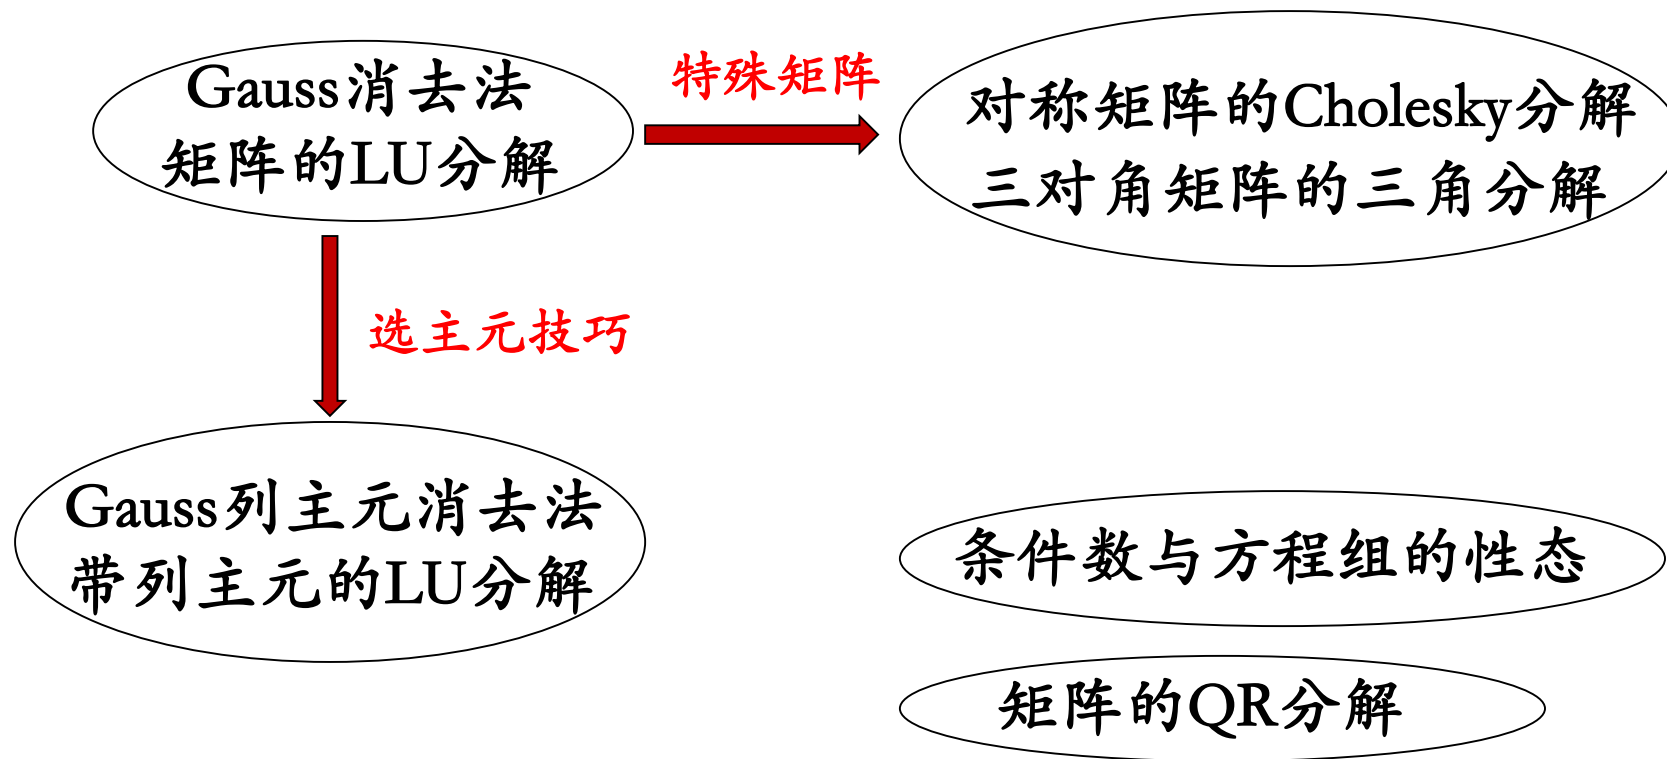 Gauss消去法
矩阵的LU分解
特殊矩阵
对称矩阵的Cholesky分解
三对角矩阵的三角分解
选主元技巧
Gauss列主元消去法
带列主元的LU分解
条件数与方程组的性态
矩阵的QR分解